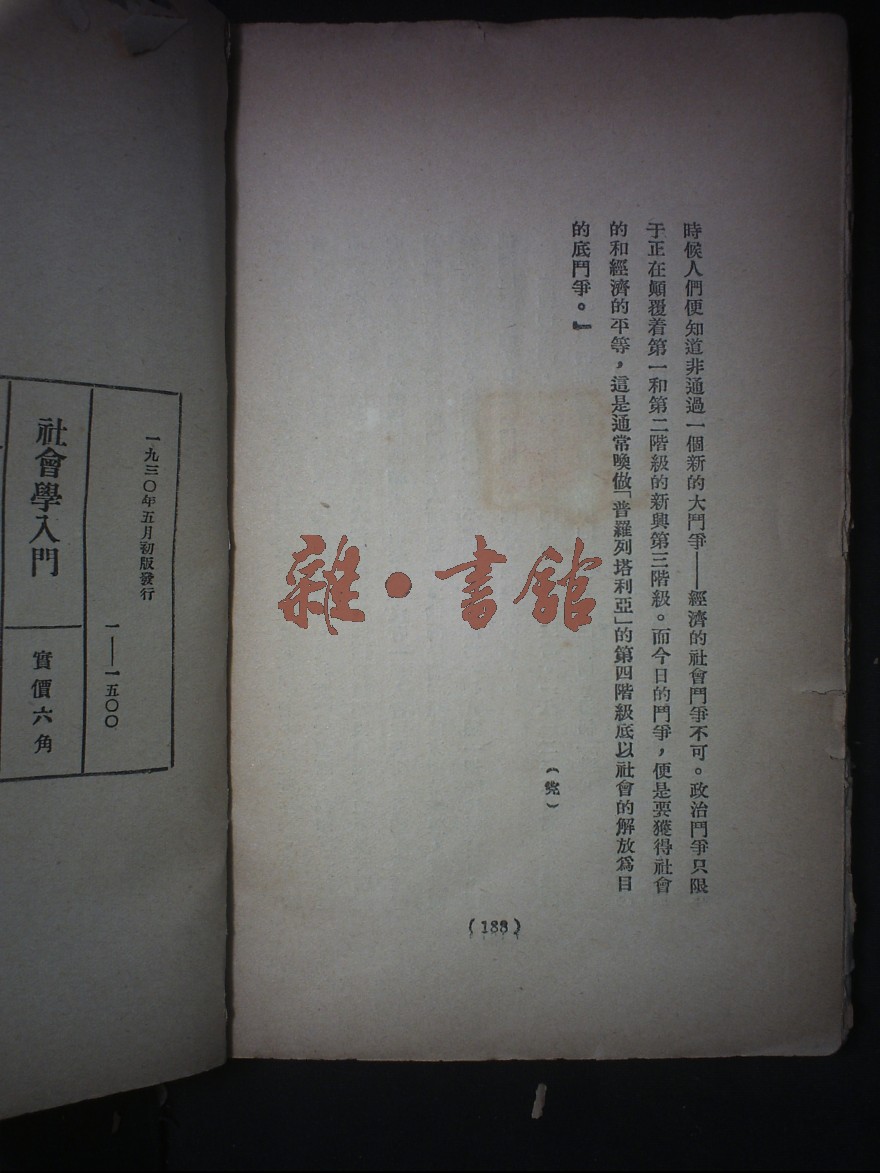 時候人們便知道非通過一個新的大鬥爭——經濟的社會鬥爭不可。政治鬥爭只限
于正在顛覆着第一和第二階級的新興第三階級。而今日的鬥爭，便是要獲得社會
的和經濟的平等，這是通常喚做「普羅列塔利亞」的第四階級底以社會的解放爲目
的底鬥爭。』
（完）
(188)
雜·書館
一九三〇年五月初版發行
一——一五〇〇
社會學入門
實價六角